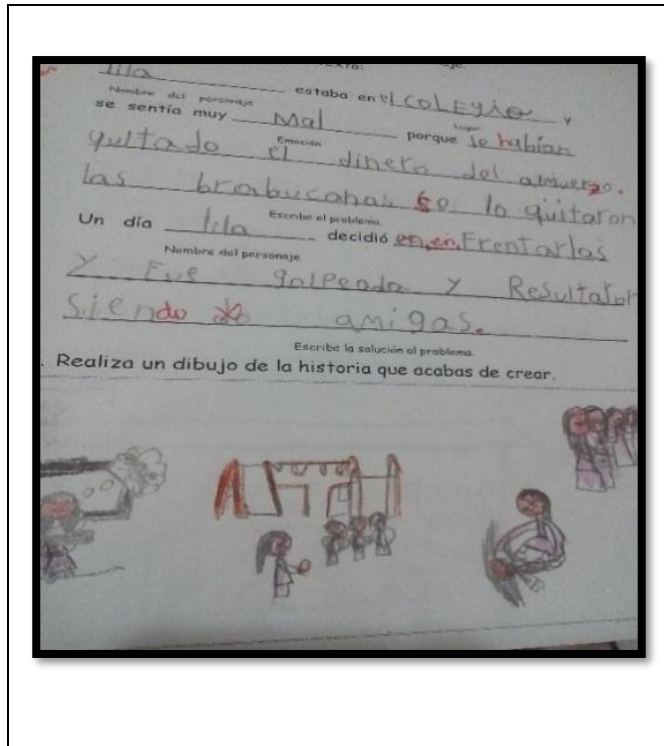 lila estaba en el COLEgio y
Nombre del personaje Lugar
se sentía muy Mal porque le habían
Emoción
quitado el dinero del almuerzo.
las brabuconas se lo quitaron
Escribe el problema.
Un día lila decidió en,en,Frentarlas
Nombre del personaje
Y FuE golpeada y REsultaron
Siendo amigas.
Escribe la solución al problema.
. Realiza un dibujo de la historia que acabas de crear.